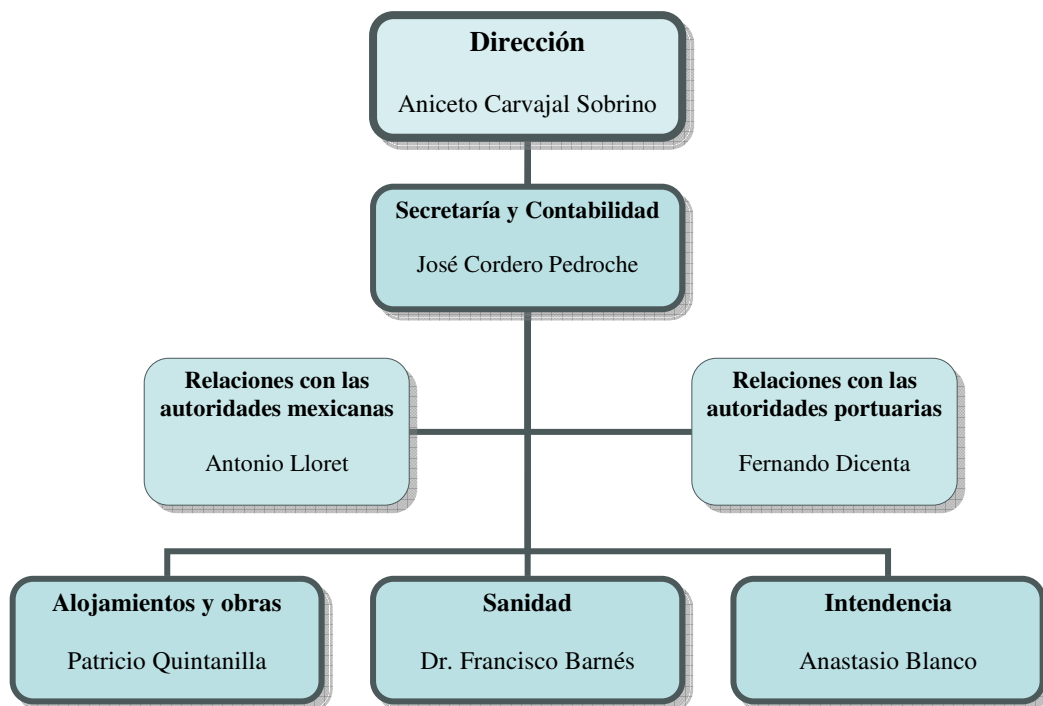 Dirección
Aniceto Carvajal Sobrino
Secretaría y Contabilidad
José Cordero Pedroche
Relaciones con las
autoridades mexicanas
Antonio Lloret
Relaciones con las
autoridades portuarias
Fernando Dicenta
Alojamientos y obras
Patricio Quintanilla
Sanidad
Dr. Francisco Barnés
Intendencia
Anastasio Blanco